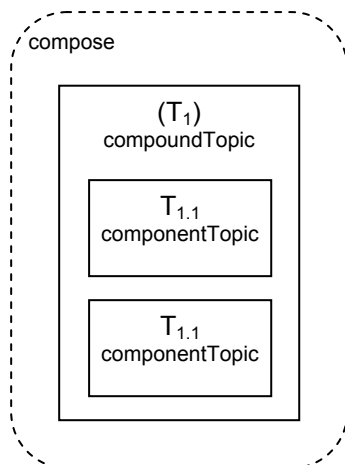 compose
(T₁)
compoundTopic
T₁.₁
componentTopic
T₁.₁
componentTopic